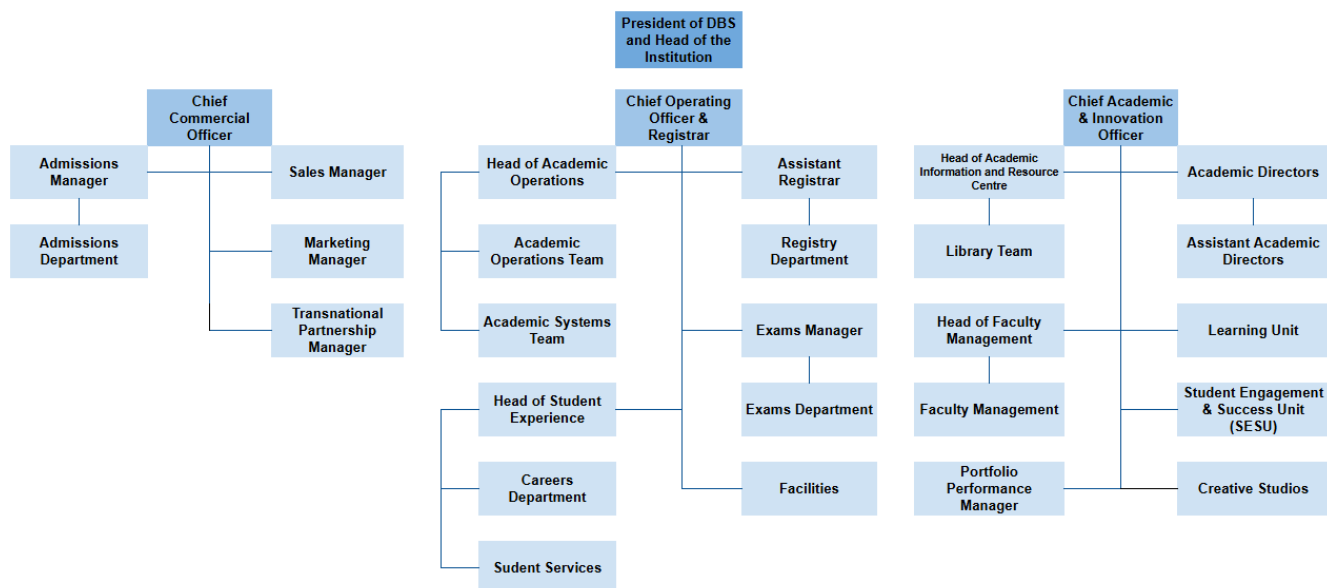 President of DBS
and Head of the
Institution
Chief
Commercial
Officer
Chief Operating
Officer &
Registrar
Chief Academic
& Innovation
Officer
Admissions
Manager
Sales Manager
Head of Academic
Operations
Assistant
Registrar
Head of Academic
Information and Resource
Centre
Academic Directors
Admissions
Department
Marketing
Manager
Academic
Operations Team
Registry
Department
Library Team
Assistant Academic
Directors
Transnational
Partnership
Manager
Academic Systems
Team
Exams Manager
Head of Faculty
Management
Learning Unit
Head of Student
Experience
Exams Department
Faculty Management
Student Engagement
& Success Unit
(SESU)
Careers
Department
Facilities
Portfolio
Performance
Manager
Creative Studios
Sudent Services